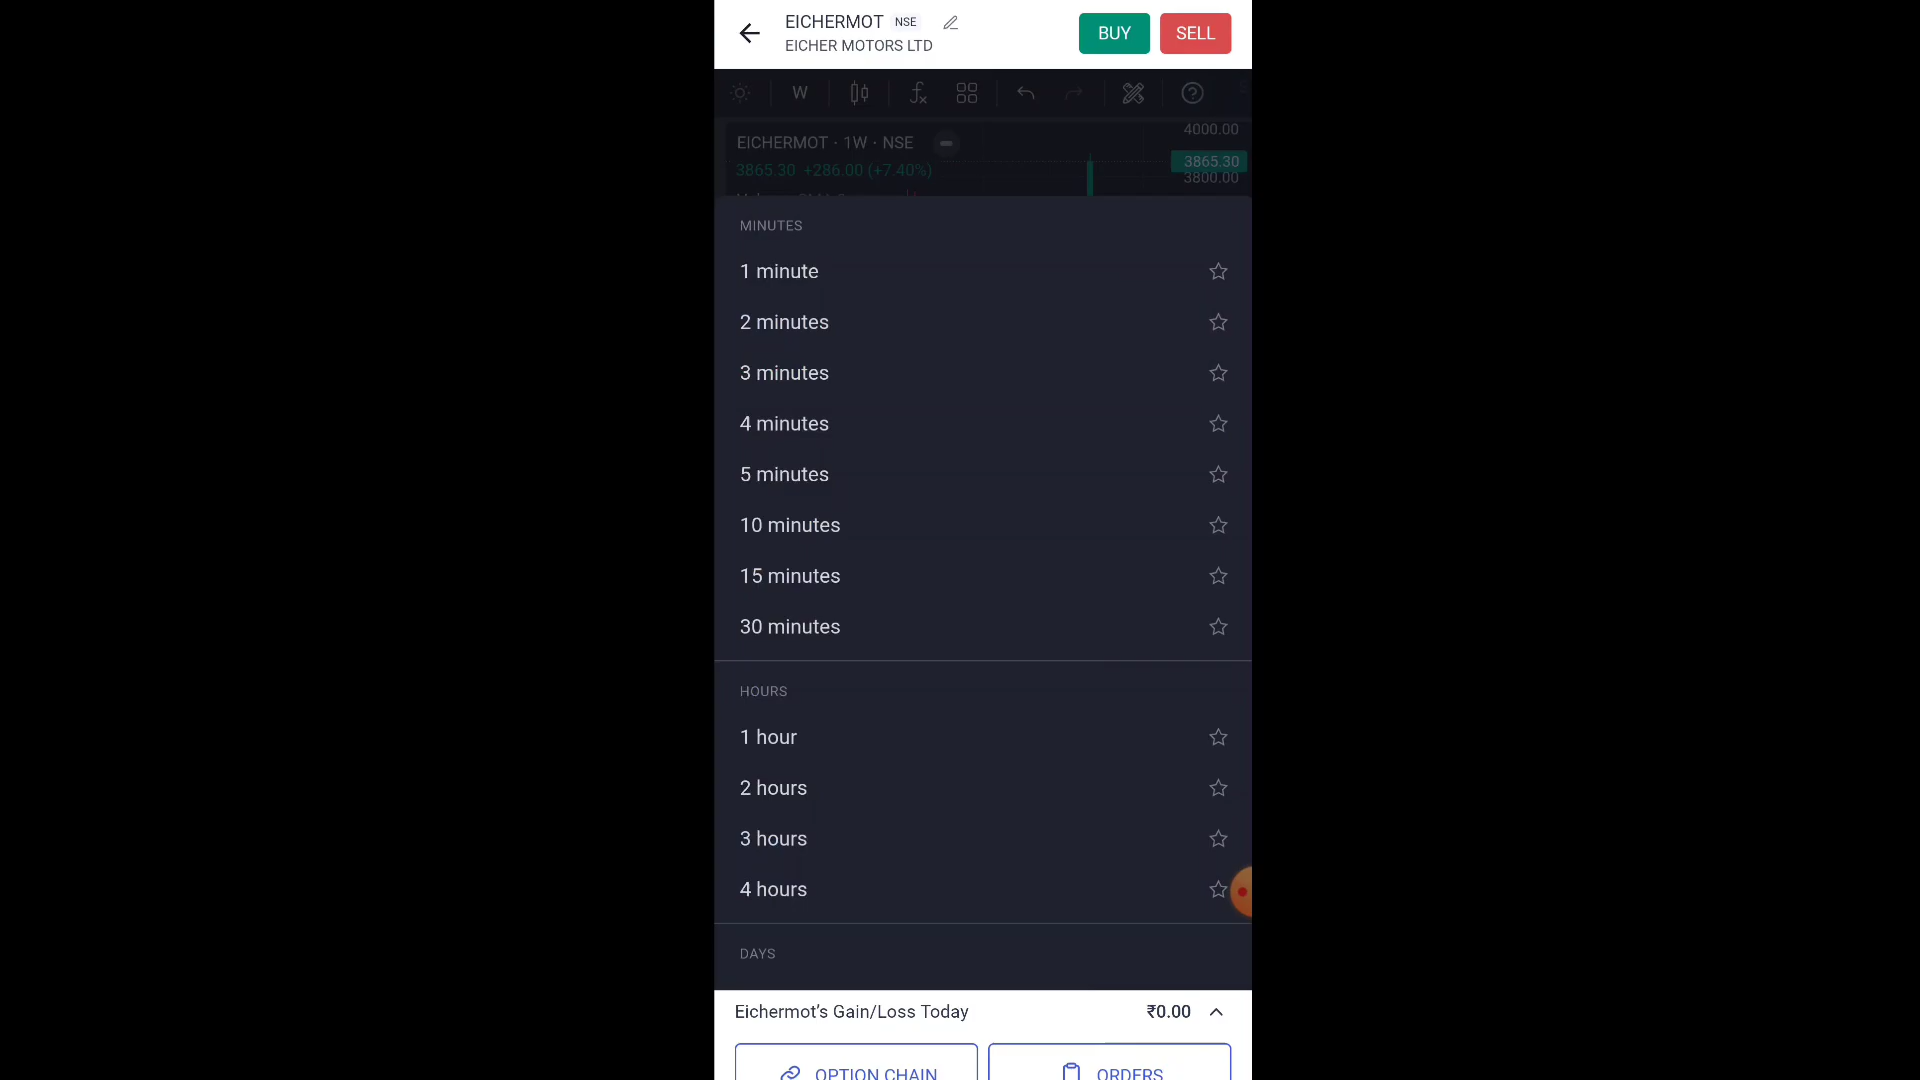 EICHERMOT NSE
EICHER MOTORS LTD
BUY
SELL
W
4000.00
EICHERMOT · 1W · NSE
3865.30
3865.30 +286.00 (+7.40%)
3800.00
MINUTES
1 minute
2 minutes
3 minutes
4 minutes
5 minutes
10 minutes
15 minutes
30 minutes
HOURS
1 hour
2 hours
3 hours
4 hours
DAYS
Eichermot’s Gain/Loss Today ₹0.00
OPTION CHAIN
ORDERS